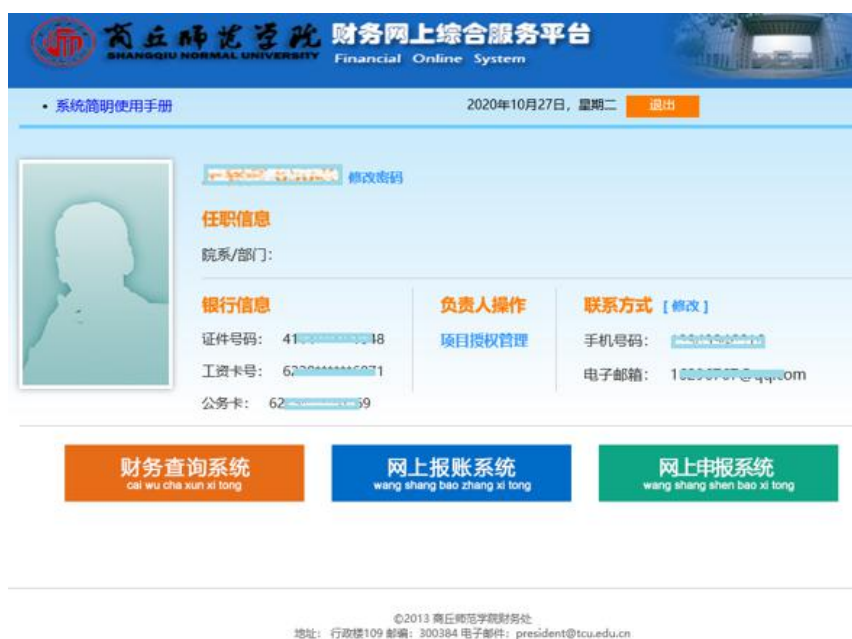 商丘师范学院 财务网上综合服务平台
SHANGQIU NORMAL UNIVERSITY Financial Online System
• 系统简明使用手册 2020年10月27日，星期二 退出
修改密码
任职信息
院系/部门：
银行信息 负责人操作 联系方式 [ 修改 ]
证件号码： 41 48 项目授权管理 手机号码：
工资卡号： 71 电子邮箱： om
公务卡： 62 69
财务查询系统 网上报账系统 网上申报系统
cai wu cha xun xi tong wang shang bao zhang xi tong wang shang shen bao xi tong
©2013 商丘师范学院财务处
地址： 行政楼109 邮编：300384 电子邮件：president@tcu.edu.cn